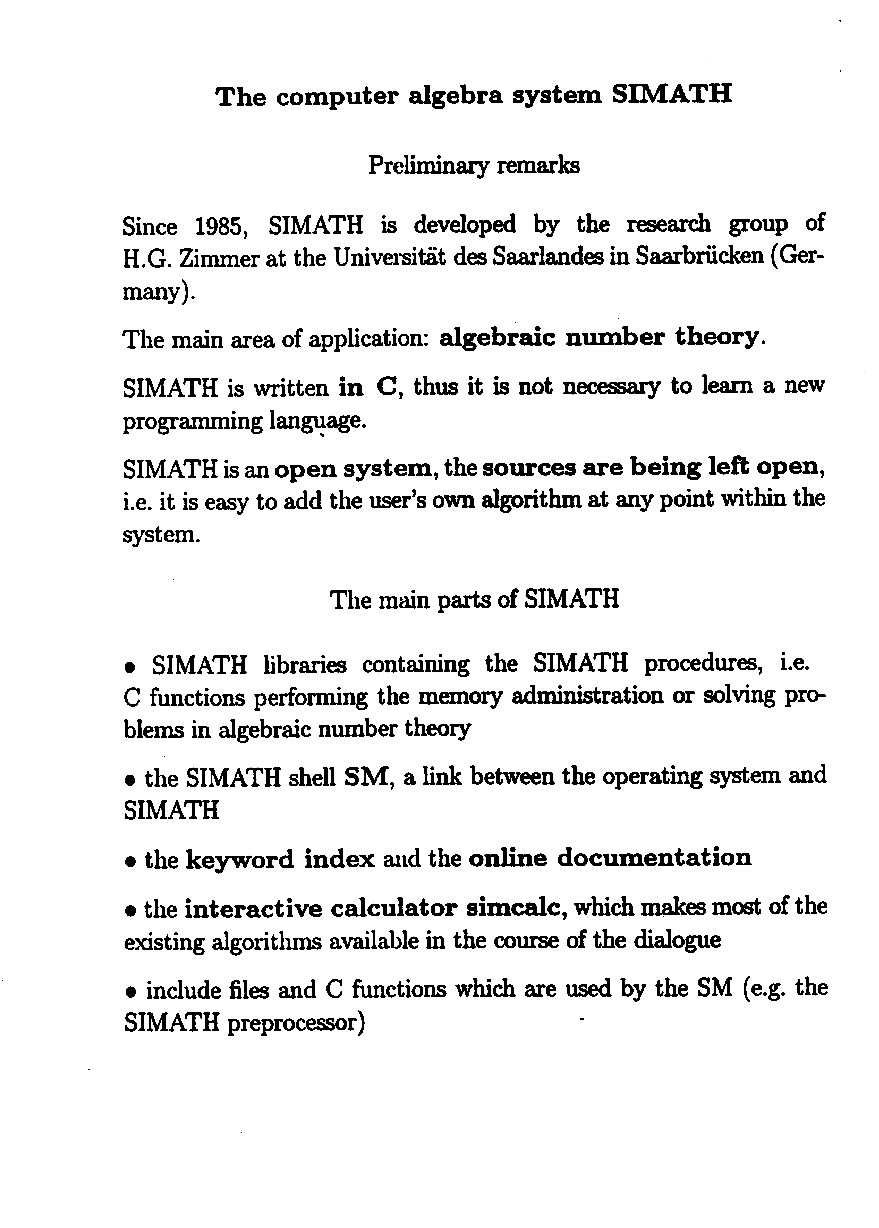 The computer algebra system SIMATH
Preliminary remarks
Since 1985, SIMATH is developed by the research group of
H.G. Zimmer at the Universität des Saarlandes in Saarbrücken (Ger-
many).
The main area of application: algebraic number theory.
SIMATH is written in C, thus it is not necessary to learn a new
programming language.
SIMATH is an open system, the sources are being left open,
i.e. it is easy to add the user's own algorithm at any point within the
system.
The main parts of SIMATH
• SIMATH libraries containing the SIMATH procedures, i.e.
C functions performing the memory administration or solving pro-
blems in algebraic number theory
• the SIMATH shell SM, a link between the operating system and
SIMATH
• the keyword index and the online documentation
• the interactive calculator simcalc, which makes most of the
existing algorithms available in the course of the dialogue
• include files and C functions which are used by the SM (e.g. the
SIMATH preprocessor)